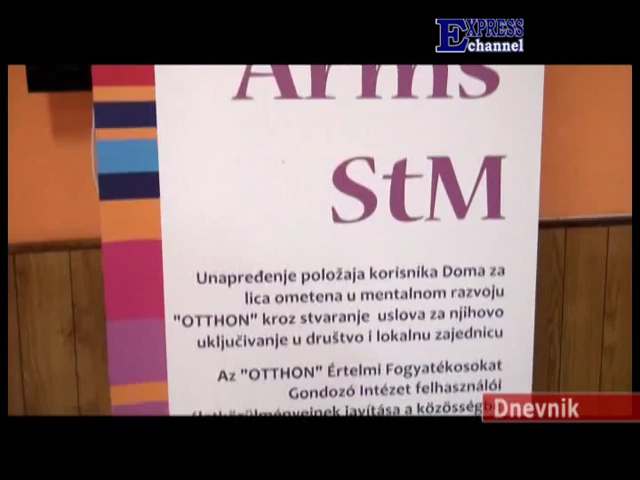 EXPRESS
channel
Arms
StM
Unapređenje položaja korisnika Doma za
lica ometena u mentalnom razvoju
"OTTHON" kroz stvaranje uslova za njihovo
uključivanje u društvo i lokalnu zajednicu
Az "OTTHON" Értelmi Fogyatékosokat
Gondozó Intézet felhasználói
javítása a
Dnevnik